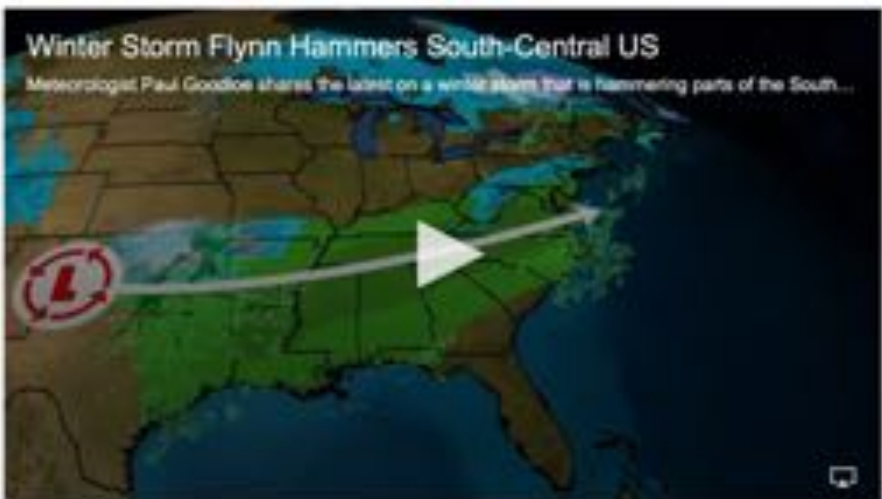 Winter Storm Flynn Hammers South-Central US
Meteorologist Paul Goodloe shares the latest on a winter storm that is hammering parts of the South...
L